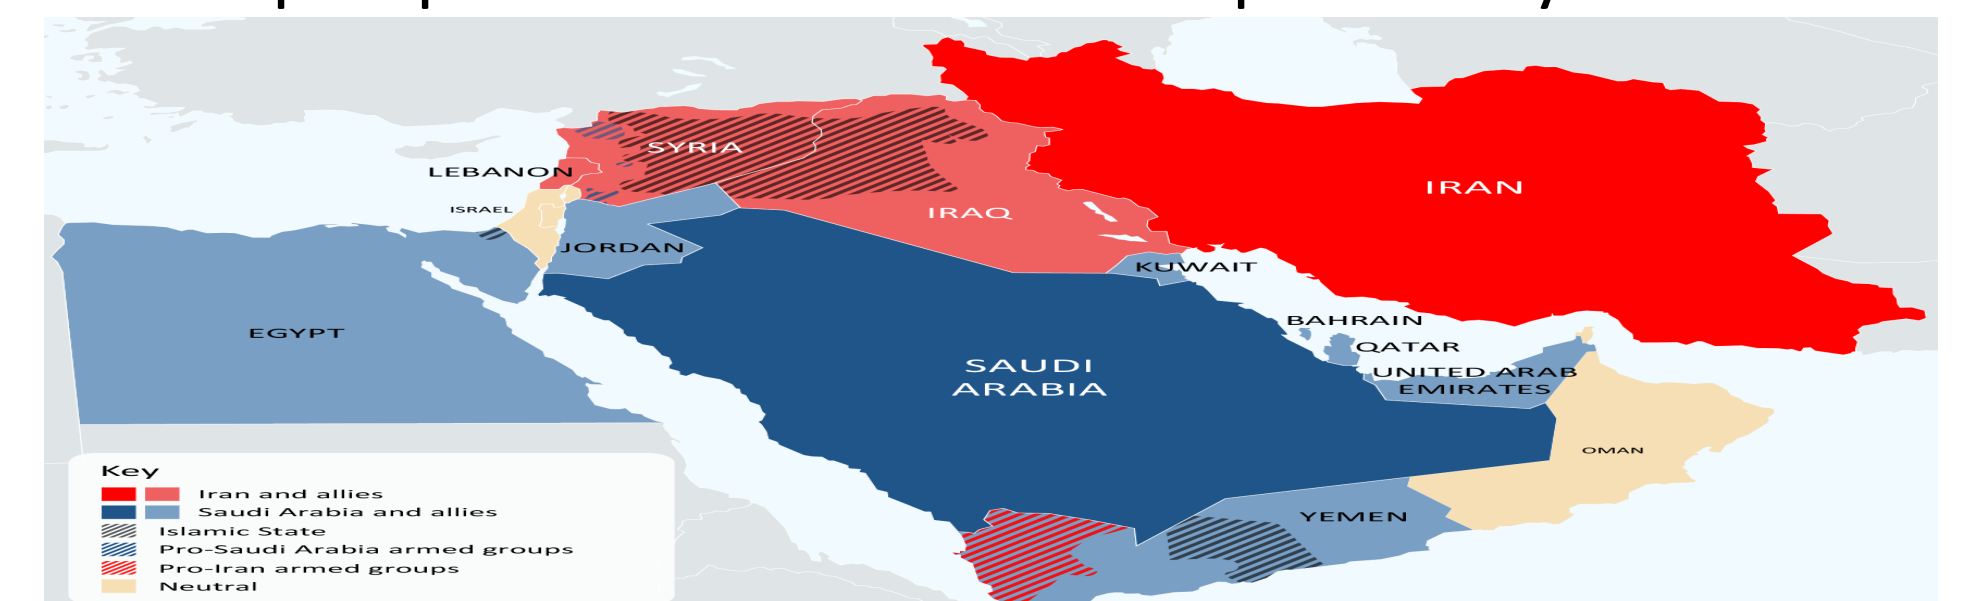 SYRIA
LEBANON
IRAN
ISRAEL
IRAQ
JORDAN
KUWAIT
EGYPT
BAHRAIN
QATAR
SAUDI
ARABIA
UNITED ARAB
EMIRATES
OMAN
YEMEN
Key
Iran and allies
Saudi Arabia and allies
Islamic State
Pro-Saudi Arabia armed groups
Pro-Iran armed groups
Neutral